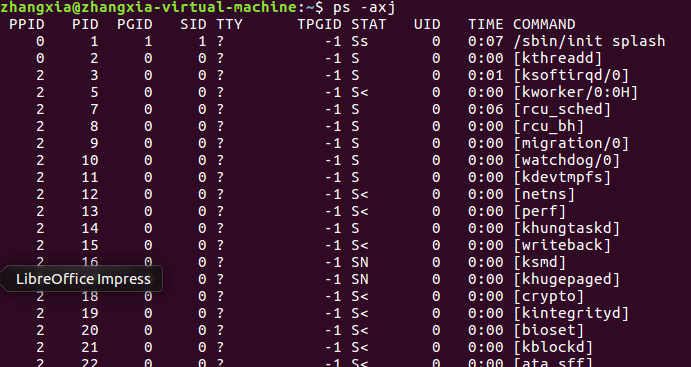 zhangxia@zhangxia-virtual-machine:~$ ps -axj
PPID PID PGID SID TTY TPGID STAT UID TIME COMMAND
0 1 1 1 ? -1 Ss 0 0:07 /sbin/init splash
0 2 0 0 ? -1 S 0 0:00 [kthreadd]
2 3 0 0 ? -1 S 0 0:01 [ksoftirqd/0]
2 5 0 0 ? -1 S< 0 0:00 [kworker/0:0H]
2 7 0 0 ? -1 S 0 0:06 [rcu_sched]
2 8 0 0 ? -1 S 0 0:00 [rcu_bh]
2 9 0 0 ? -1 S 0 0:00 [migration/0]
2 10 0 0 ? -1 S 0 0:00 [watchdog/0]
2 11 0 0 ? -1 S 0 0:00 [kdevtmpfs]
2 12 0 0 ? -1 S< 0 0:00 [netns]
2 13 0 0 ? -1 S< 0 0:00 [perf]
2 14 0 0 ? -1 S 0 0:00 [khungtaskd]
2 15 0 0 ? -1 S< 0 0:00 [writeback]
2 16 0 0 ? -1 SN 0 0:00 [ksmd]
LibreOffice Impress 0 0 ? -1 SN 0 0:00 [khugepaged]
2 18 0 0 ? -1 S< 0 0:00 [crypto]
2 19 0 0 ? -1 S< 0 0:00 [kintegrityd]
2 20 0 0 ? -1 S< 0 0:00 [bioset]
2 21 0 0 ? -1 S< 0 0:00 [kblockd]
2 22 0 0 ? -1 S< 0 0:00 [ata_sff]